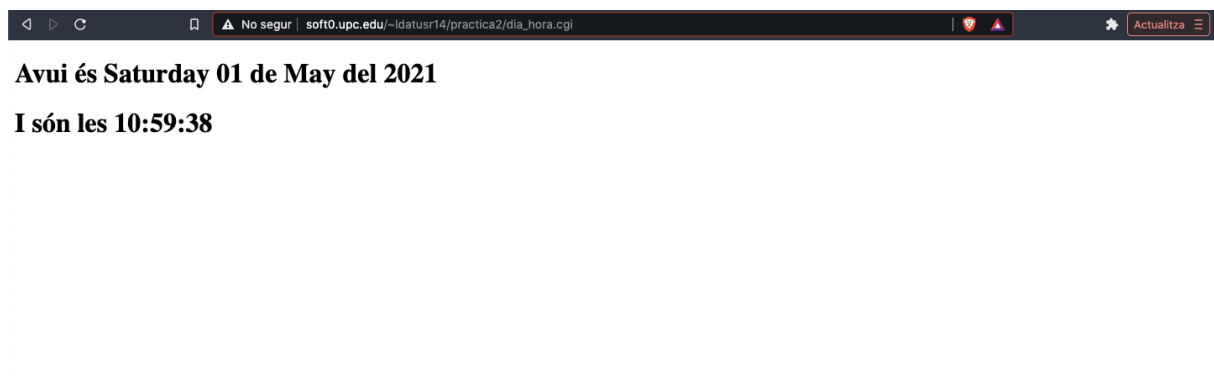 No segur soft0.upc.edu/~ldatusr14/practica2/dia_hora.cgi Actualitza
Avui és Saturday 01 de May del 2021
I són les 10:59:38